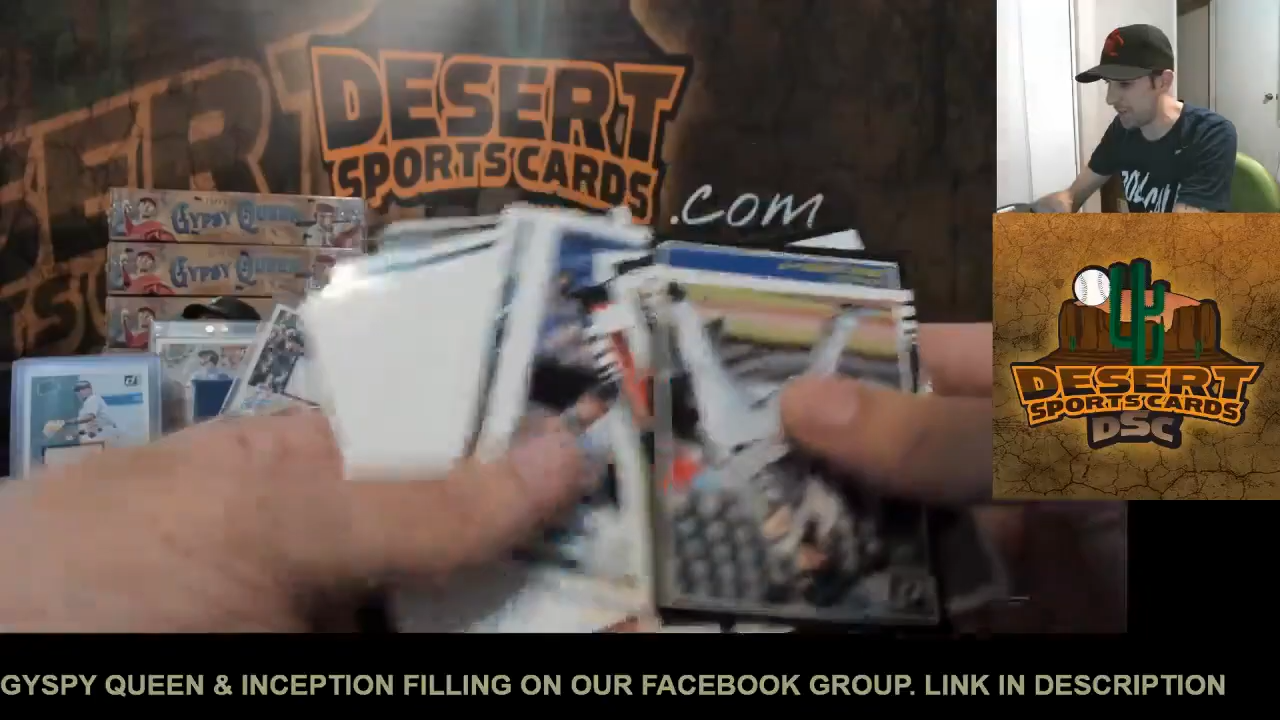 DESERT
SPORTS CARDS
.com
GYPSY QUEEN
GYPSY QUEEN
DESERT
SPORTS CARDS
DSC
GYSPY QUEEN & INCEPTION FILLING ON OUR FACEBOOK GROUP. LINK IN DESCRIPTION